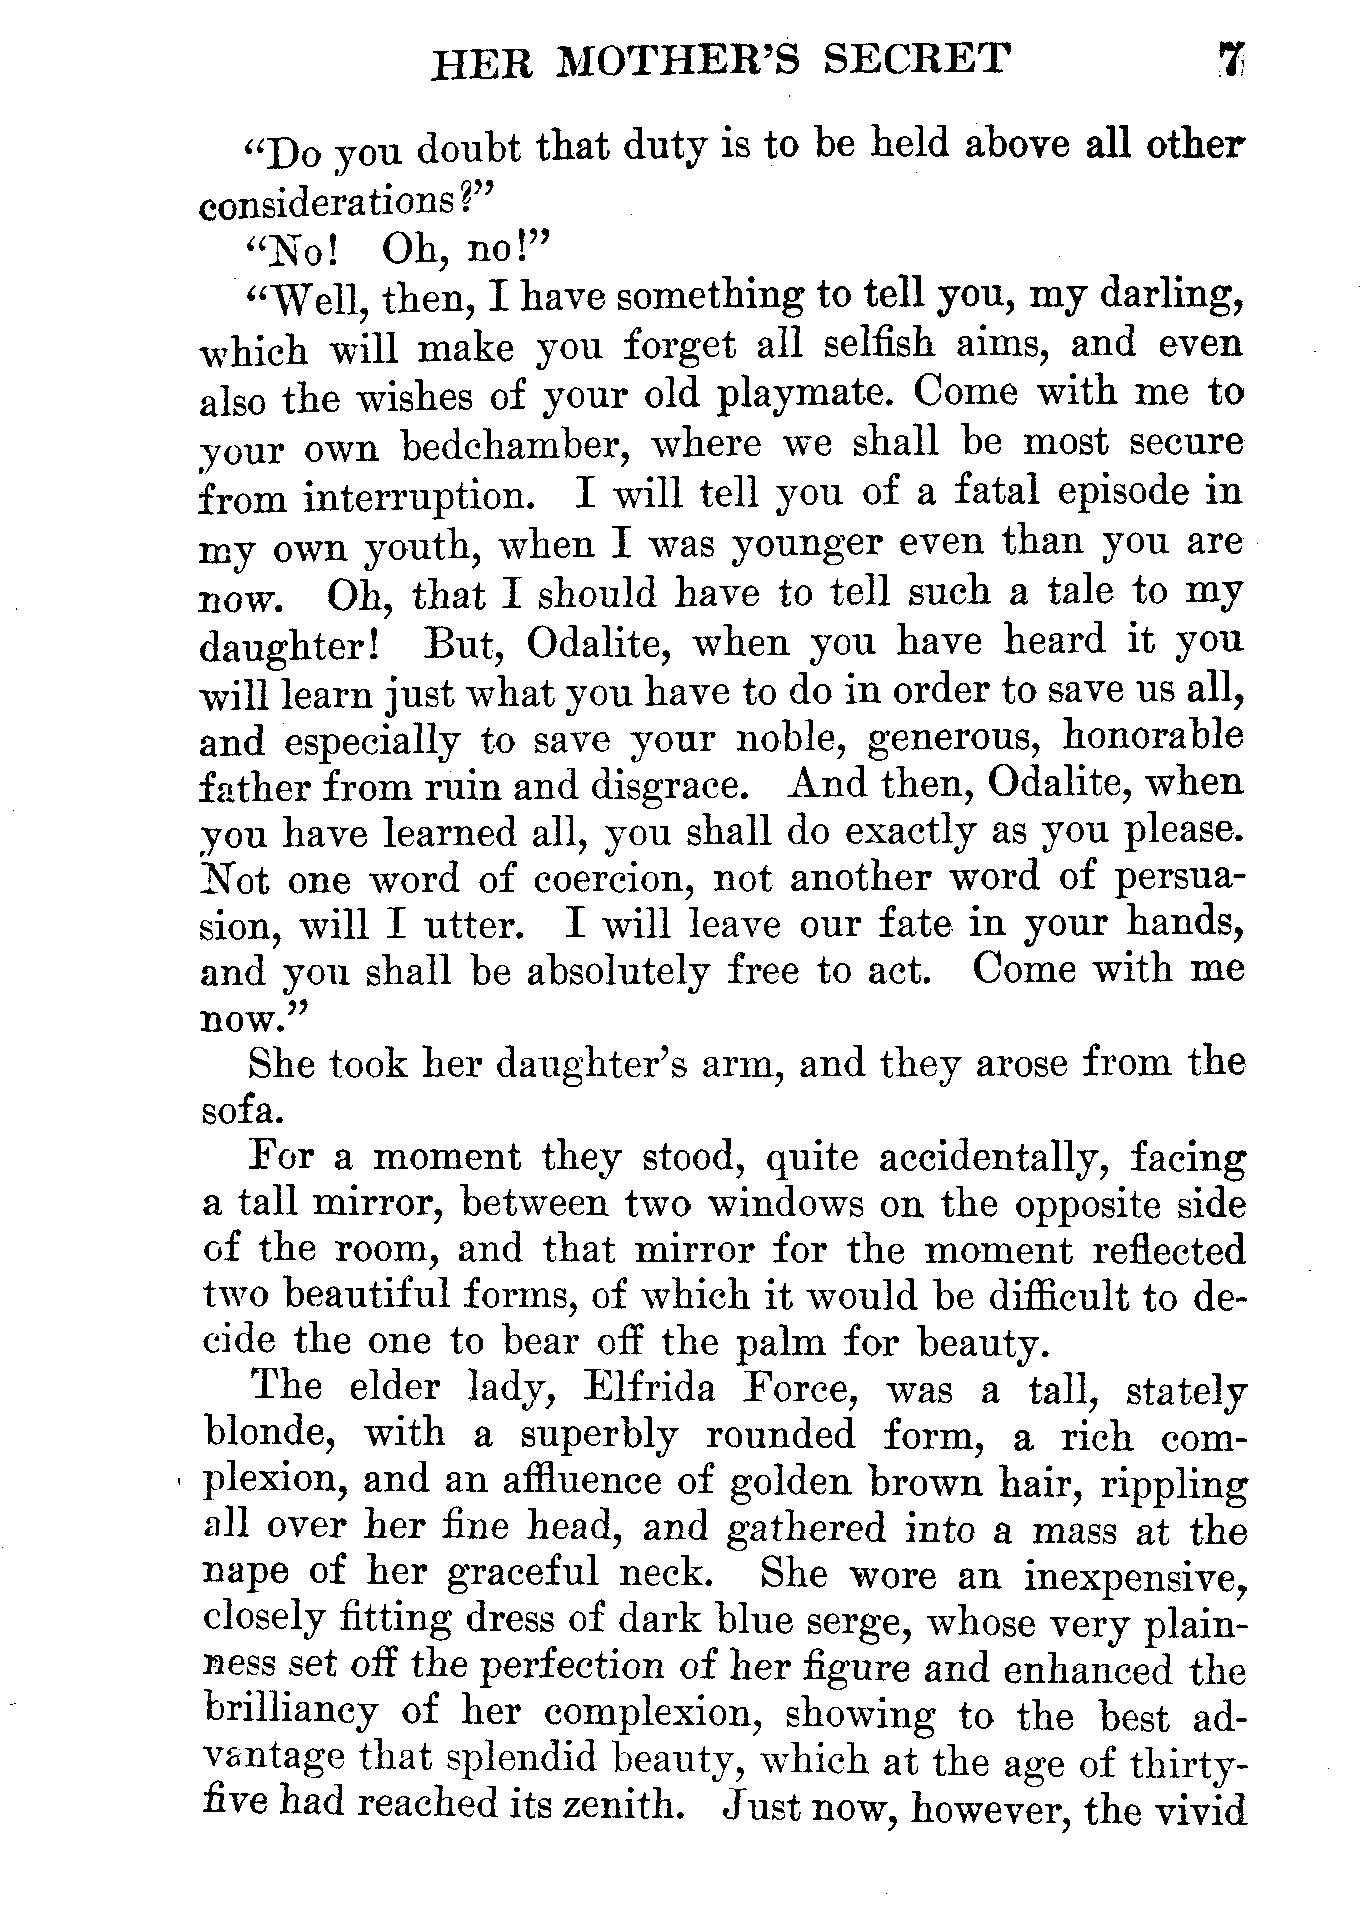 HER MOTHER'S SECRET 7
“Do you doubt that duty is to be held above all other
considerations?”
“No! Oh, no!”
“Well, then, I have something to tell you, my darling,
which will make you forget all selfish aims, and even
also the wishes of your old playmate. Come with me to
your own bedchamber, where we shall be most secure
from interruption. I will tell you of a fatal episode in
my own youth, when I was younger even than you are
now. Oh, that I should have to tell such a tale to my
daughter! But, Odalite, when you have heard it you
will learn just what you have to do in order to save us all,
and especially to save your noble, generous, honorable
father from ruin and disgrace. And then, Odalite, when
you have learned all, you shall do exactly as you please.
Not one word of coercion, not another word of persua-
sion, will I utter. I will leave our fate in your hands,
and you shall be absolutely free to act. Come with me
now.”
She took her daughter's arm, and they arose from the
sofa.
For a moment they stood, quite accidentally, facing
a tall mirror, between two windows on the opposite side
of the room, and that mirror for the moment reflected
two beautiful forms, of which it would be difficult to de-
cide the one to bear off the palm for beauty.
The elder lady, Elfrida Force, was a tall, stately
blonde, with a superbly rounded form, a rich com-
plexion, and an affluence of golden brown hair, rippling
all over her fine head, and gathered into a mass at the
nape of her graceful neck. She wore an inexpensive,
closely fitting dress of dark blue serge, whose very plain-
ness set off the perfection of her figure and enhanced the
brilliancy of her complexion, showing to the best ad-
vantage that splendid beauty, which at the age of thirty-
five had reached its zenith. Just now, however, the vivid